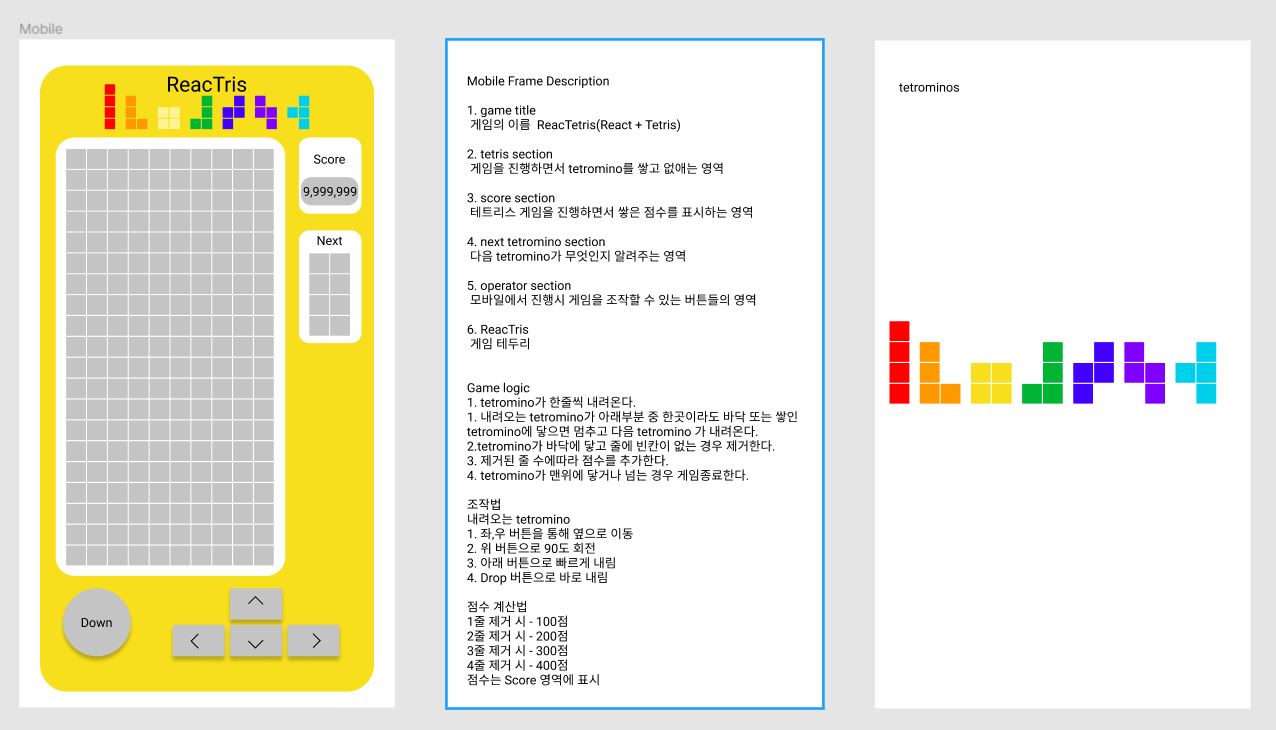 Mobile
ReacTris
Score
9,999,999
Next
Down
Mobile Frame Description
1. game title
게임의 이름  ReacTetris(React + Tetris)
2. tetris section
게임을 진행하면서 tetromino를 쌓고 없애는 영역
3. score section
테트리스 게임을 진행하면서 쌓은 점수를 표시하는 영역
4. next tetromino section
다음 tetromino가 무엇인지 알려주는 영역
5. operator section
모바일에서 진행시 게임을 조작할 수 있는 버튼들의 영역
6. ReacTris
게임 테두리
Game logic
1. tetromino가 한줄씩 내려온다.
1. 내려오는 tetromino가 아래부분 중 한곳이라도 바닥 또는 쌓인
tetromino에 닿으면 멈추고 다음 tetromino 가 내려온다.
2.tetromino가 바닥에 닿고 줄에 빈칸이 없는 경우 제거한다.
3. 제거된 줄 수에따라 점수를 추가한다.
4. tetromino가 맨위에 닿거나 넘는 경우 게임종료한다.
조작법
내려오는 tetromino
1. 좌,우 버튼을 통해 옆으로 이동
2. 위 버튼으로 90도 회전
3. 아래 버튼으로 빠르게 내림
4. Drop 버튼으로 바로 내림
점수 계산법
1줄 제거 시 - 100점
2줄 제거 시 - 200점
3줄 제거 시 - 300점
4줄 제거 시 - 400점
점수는 Score 영역에 표시
tetrominos